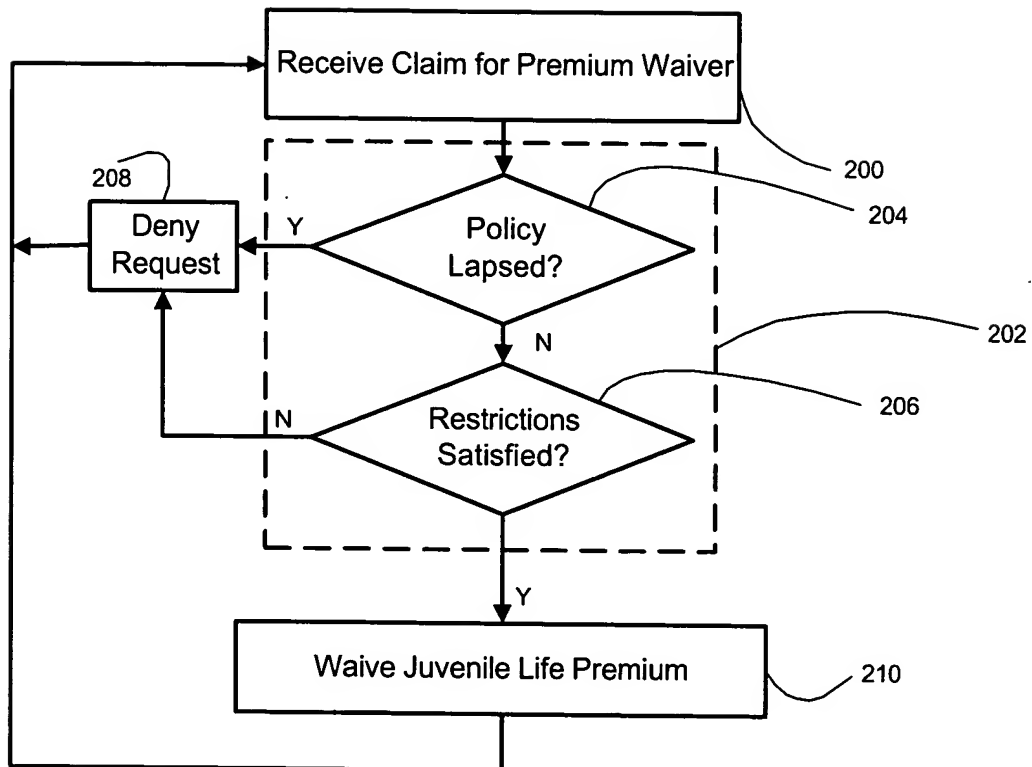 Receive Claim for Premium Waiver
200
208
Deny
Request
Y
Policy
Lapsed?
204
N
202
N
Restrictions
Satisfied?
206
Y
Waive Juvenile Life Premium
210